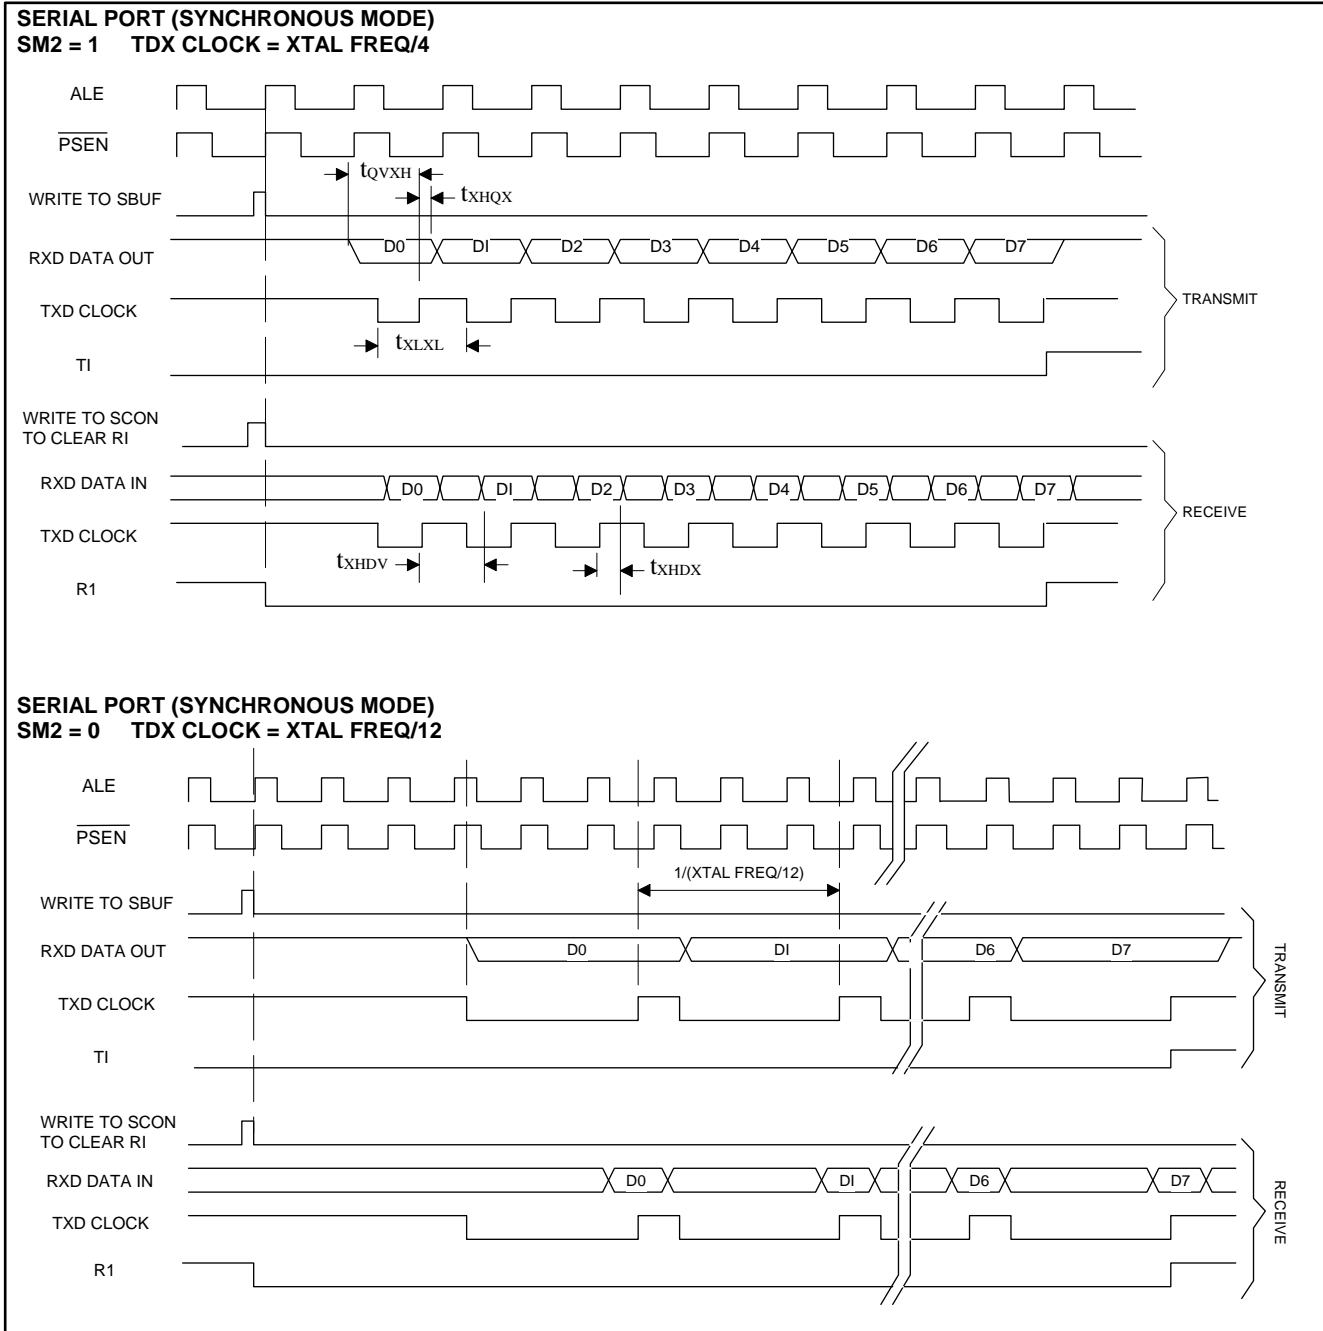 SERIAL PORT (SYNCHRONOUS MODE)
SM2 = 1 TDX CLOCK = XTAL FREQ/4
ALE
PSEN
tQVXH
tXHQX
WRITE TO SBUF
RXD DATA OUT
D0 DI D2 D3 D4 D5 D6 D7
TXD CLOCK
TRANSMIT
tXLXL
TI
WRITE TO SCON
TO CLEAR RI
RXD DATA IN
D0 DI D2 D3 D4 D5 D6 D7
TXD CLOCK
RECEIVE
tXHDV
tXHDX
R1
SERIAL PORT (SYNCHRONOUS MODE)
SM2 = 0 TDX CLOCK = XTAL FREQ/12
ALE
PSEN
1/(XTAL FREQ/12)
WRITE TO SBUF
RXD DATA OUT
D0 DI D6 D7
TRANSMIT
TXD CLOCK
TI
WRITE TO SCON
TO CLEAR RI
RXD DATA IN
D0 DI D6 D7
RECEIVE
TXD CLOCK
R1